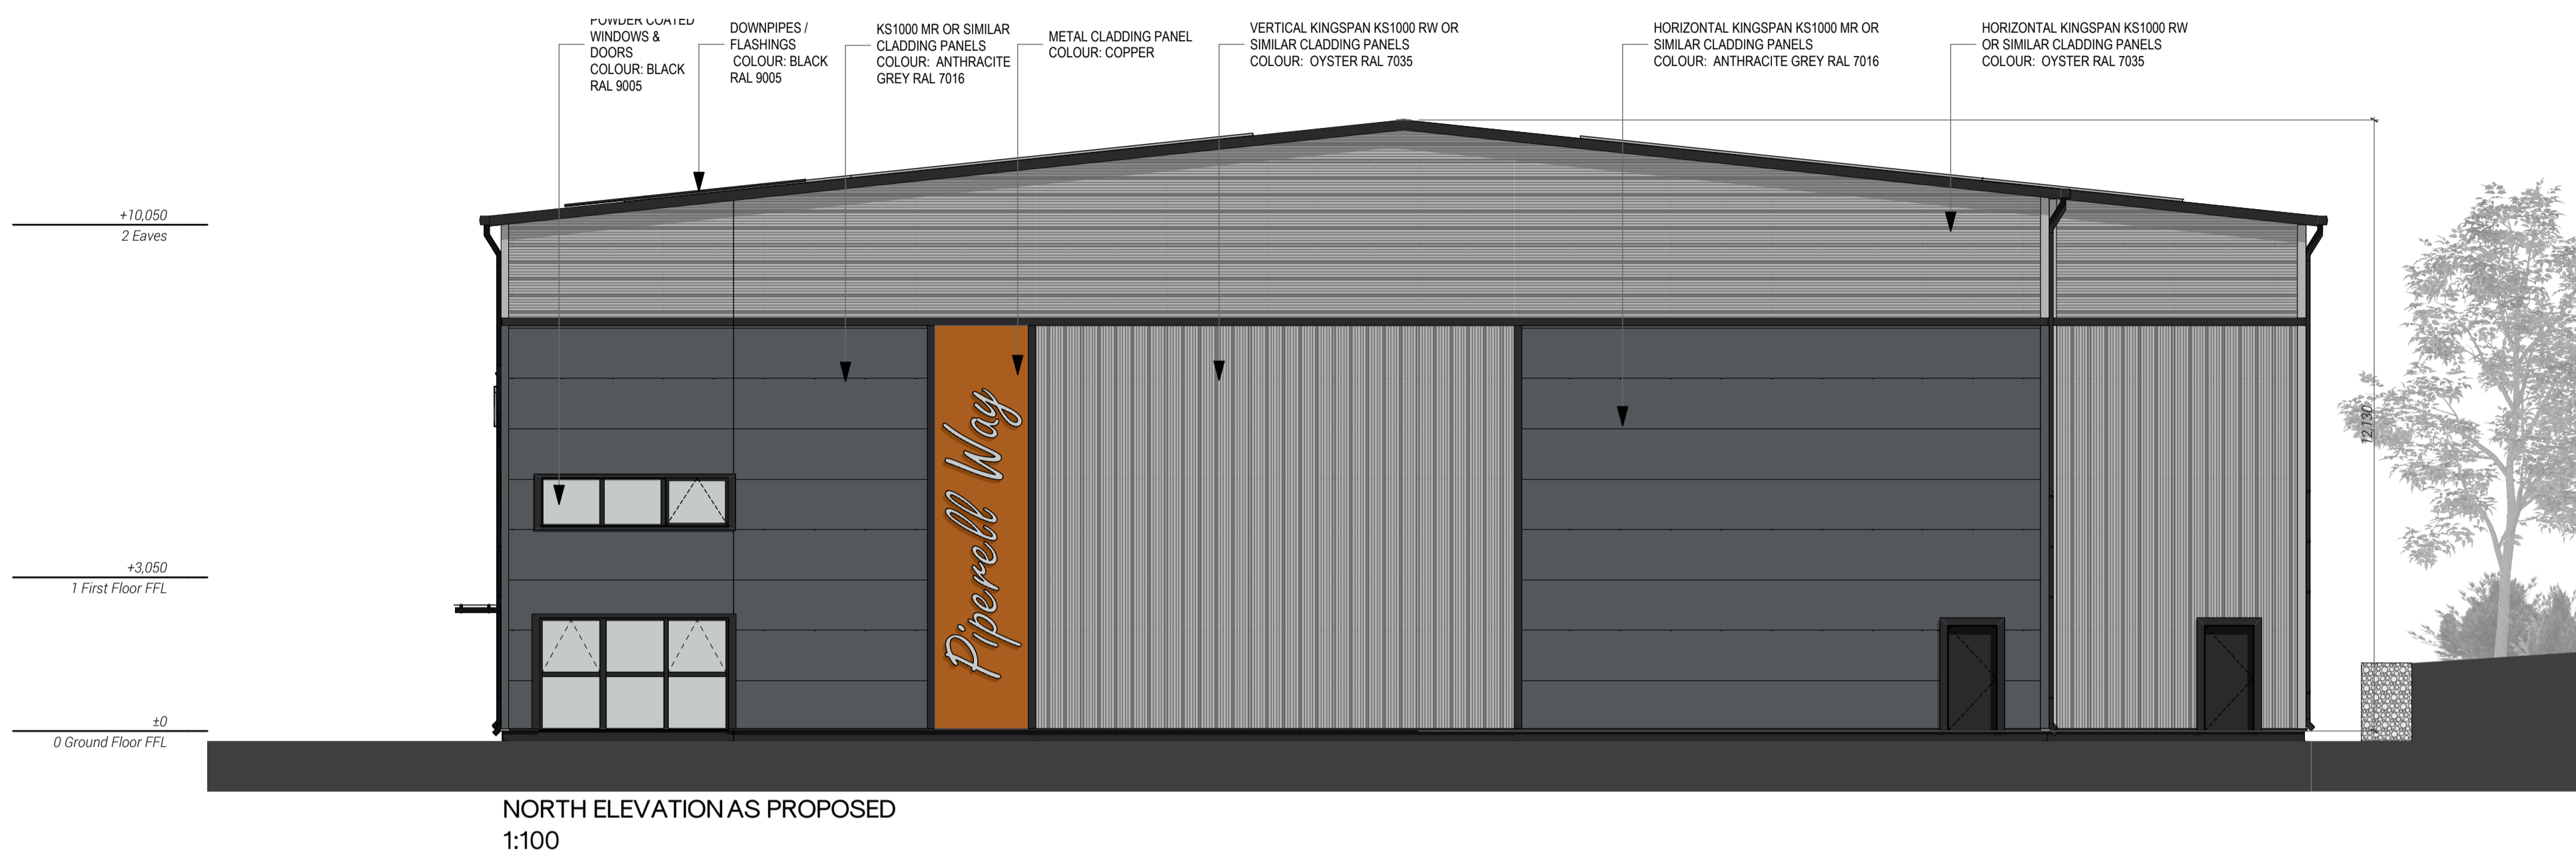 POWDER COATED
WINDOWS &
DOORS
COLOUR: BLACK
RAL 9005
DOWNPIPES /
FLASHINGS
COLOUR: BLACK
RAL 9005
KS1000 MR OR SIMILAR
CLADDING PANELS
COLOUR: ANTHRACITE
GREY RAL 7016
METAL CLADDING PANEL
COLOUR: COPPER
VERTICAL KINGSPAN KS1000 RW OR
SIMILAR CLADDING PANELS
COLOUR: OYSTER RAL 7035
HORIZONTAL KINGSPAN KS1000 MR OR
SIMILAR CLADDING PANELS
COLOUR: ANTHRACITE GREY RAL 7016
HORIZONTAL KINGSPAN KS1000 RW
OR SIMILAR CLADDING PANELS
COLOUR: OYSTER RAL 7035
+10,050
2 Eaves
+3,050
1 First Floor FFL
±0
0 Ground Floor FFL
Piperell Way
12,130
NORTH ELEVATION AS PROPOSED
1:100